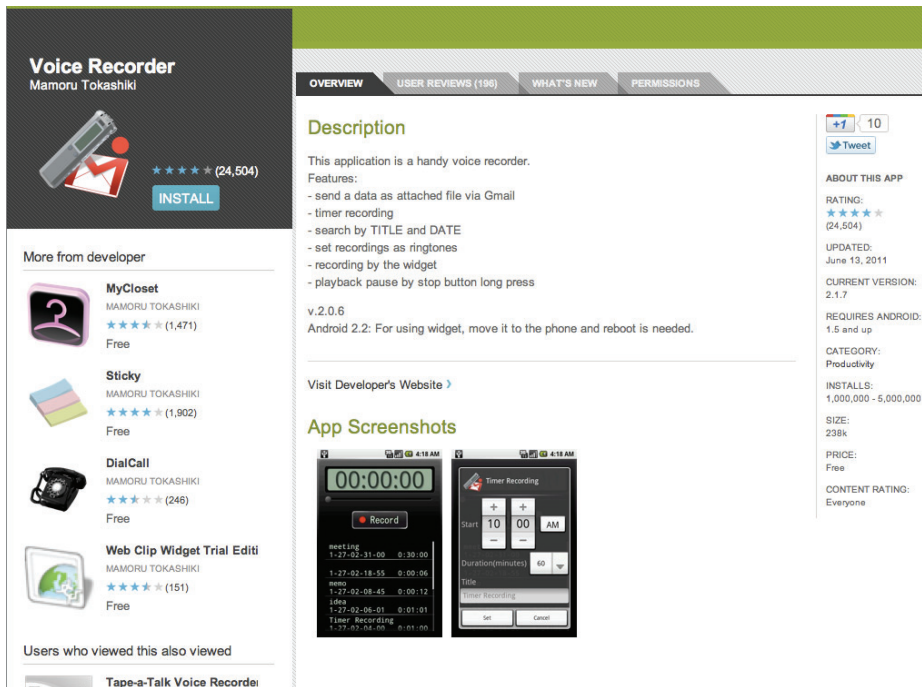 Voice Recorder
Mamoru Tokashiki
(24,504)
INSTALL
More from developer
MyCloset
MAMORU TOKASHIKI
(1,471)
Free
Sticky
MAMORU TOKASHIKI
(1,902)
Free
DialCall
MAMORU TOKASHIKI
(246)
Free
Web Clip Widget Trial Editi
MAMORU TOKASHIKI
(151)
Free
Users who viewed this also viewed
Tape-a-Talk Voice Recorder
OVERVIEW USER REVIEWS (196) WHAT'S NEW PERMISSIONS
Description
This application is a handy voice recorder.
Features:
- send a data as attached file via Gmail
- timer recording
- search by TITLE and DATE
- set recordings as ringtones
- recording by the widget
- playback pause by stop button long press
v.2.0.6
Android 2.2: For using widget, move it to the phone and reboot is needed.
Visit Developer's Website ›
App Screenshots
4:18 AM
00:00:00
Record
meeting
1-27-02-31-00 0:30:00
1-27-02-18-55 0:00:06
memo
1-27-02-08-45 0:00:12
idea
1-27-02-06-01 0:01:01
Timer Recording
1-27-02-04-00 0:01:00
4:18 AM
Timer Recording
+ +
Start 10 00 AM
- -
Duration(minutes) 60
Title
Timer Recording
Set Cancel
+1 10
Tweet
ABOUT THIS APP
RATING:
(24,504)
UPDATED:
June 13, 2011
CURRENT VERSION:
2.1.7
REQUIRES ANDROID:
1.5 and up
CATEGORY:
Productivity
INSTALLS:
1,000,000 - 5,000,000
SIZE:
238k
PRICE:
Free
CONTENT RATING:
Everyone